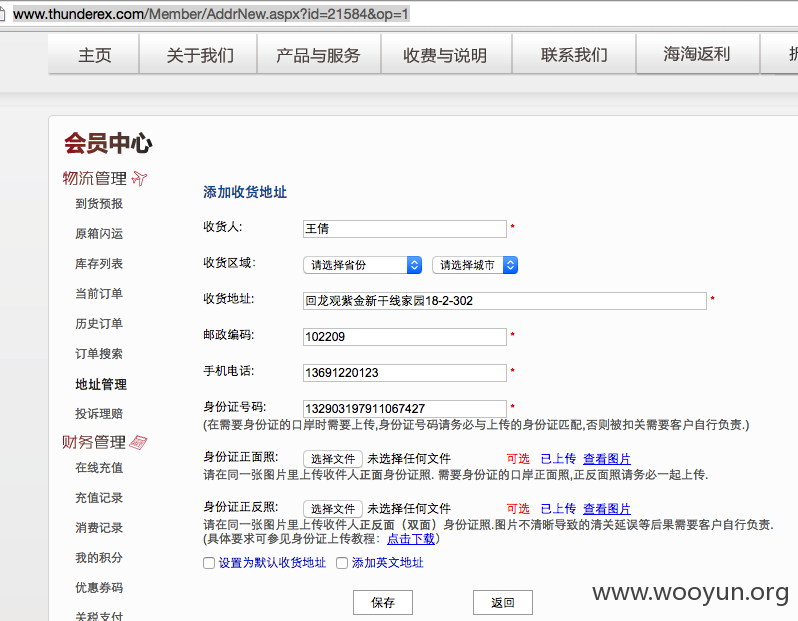 www.thunderex.com/Member/AddrNew.aspx?id=21584&op=1
主页 关于我们 产品与服务 收费与说明 联系我们 海淘返利
会员中心
物流管理
到货预报
原箱闪运
库存列表
当前订单
历史订单
订单搜索
地址管理
投诉理赔
财务管理
在线充值
充值记录
消费记录
我的积分
优惠券码
关税支付
添加收货地址
收货人: 王倩 *
收货区域: 请选择省份 请选择城市
收货地址: 回龙观紫金新干线家园18-2-302 *
邮政编码: 102209 *
手机电话: 13691220123 *
身份证号码: 132903197911067427 *
(在需要身份证的口岸时需要上传,身份证号码请务必与上传的身份证匹配,否则被扣关需要客户自行负责.)
身份证正面照: 选择文件 未选择任何文件 可选 已上传 查看图片
请在同一张图片里上传收件人正面身份证照. 需要身份证的口岸正面照,正反面照请务必一起上传.
身份证正反照: 选择文件 未选择任何文件 可选 已上传 查看图片
请在同一张图片里上传收件人正反面（双面）身份证照.图片不清晰导致的清关延误等后果需要客户自行负责.
(具体要求可参见身份证上传教程：点击下载)
设置为默认收货地址 添加英文地址
保存 返回
www.wooyun.org